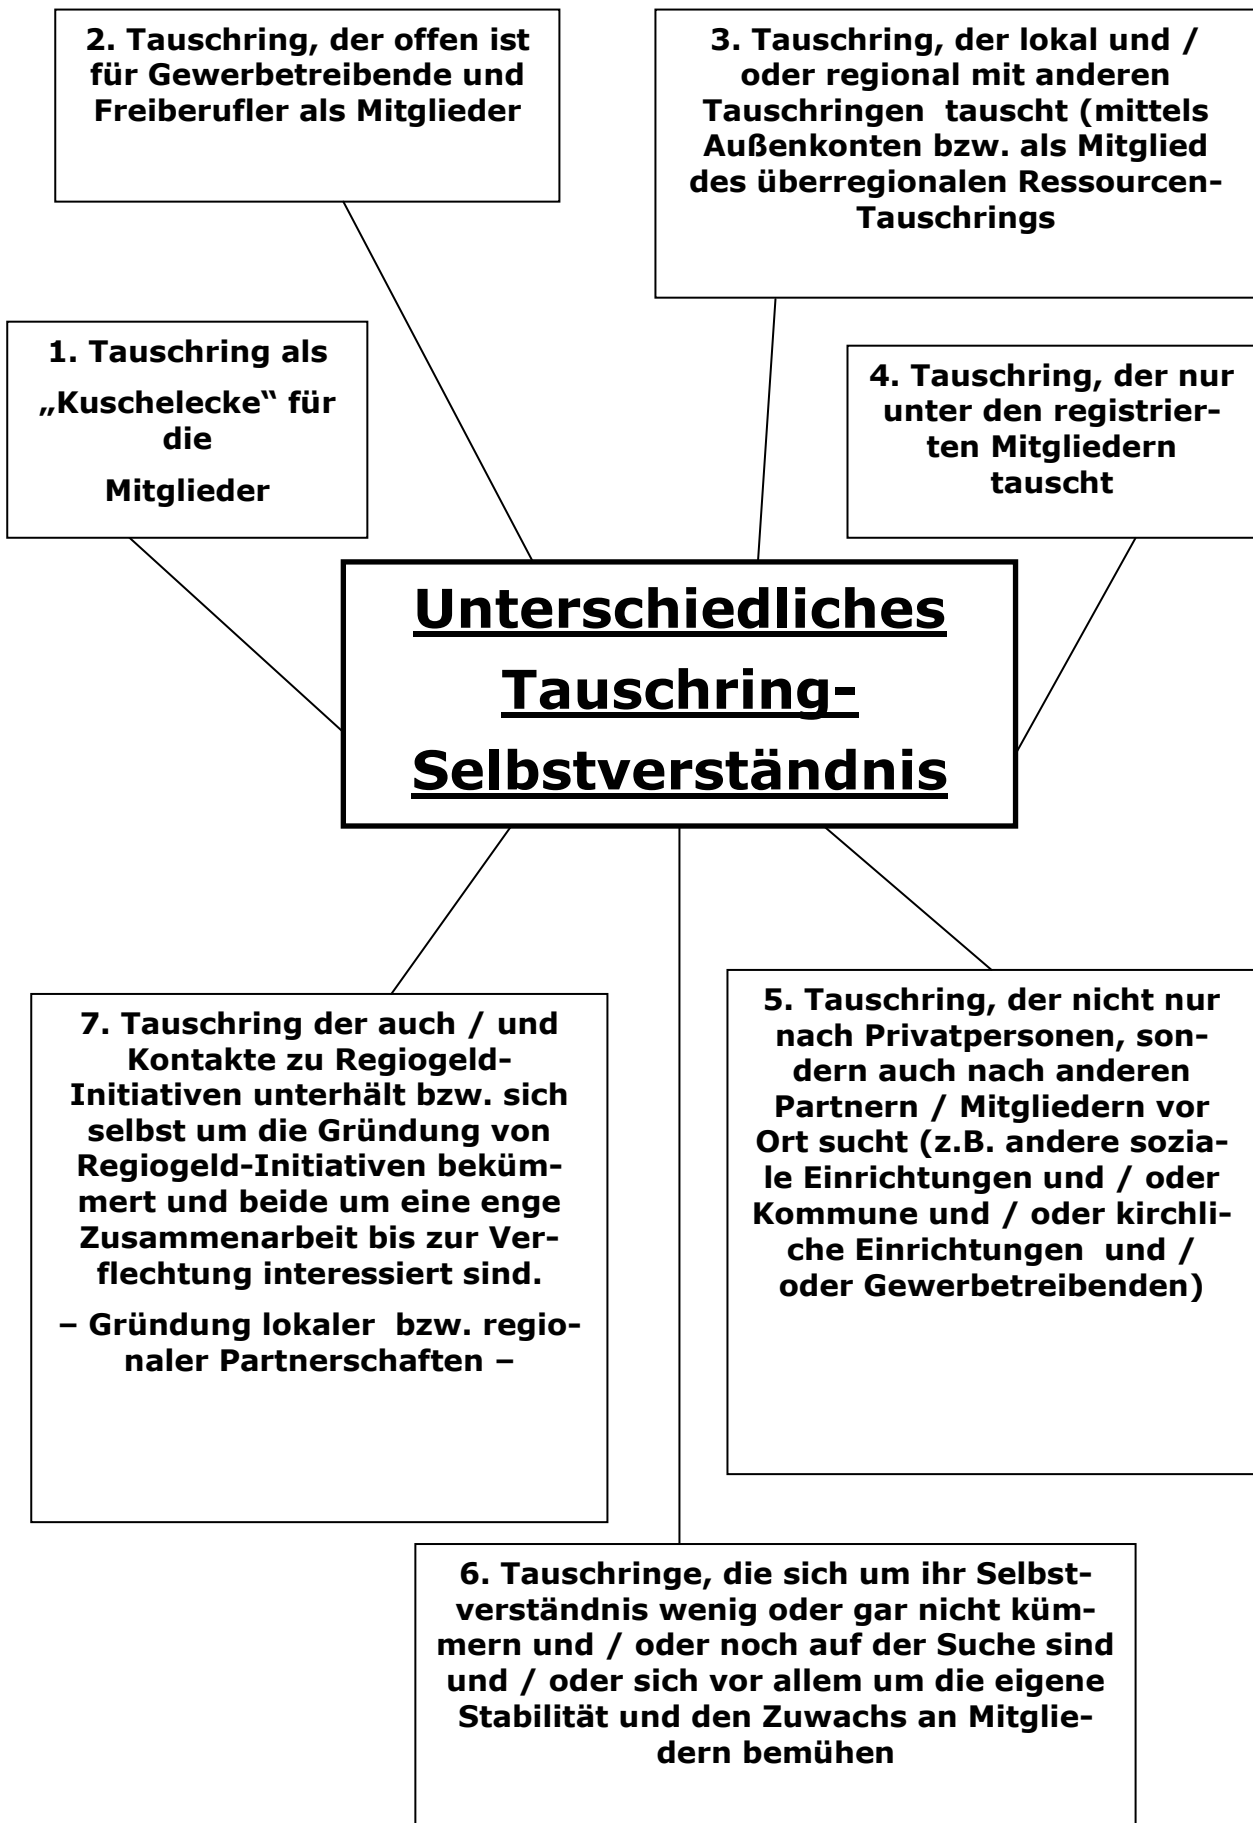 2. Tauschring, der offen ist
für Gewerbetreibende und
Freiberufler als Mitglieder
3. Tauschring, der lokal und /
oder regional mit anderen
Tauschringen  tauscht (mittels
Außenkonten bzw. als Mitglied
des überregionalen Ressourcen-
Tauschrings
1. Tauschring als
„Kuschelecke“ für
die
Mitglieder
4. Tauschring, der nur
unter den registrier-
ten Mitgliedern
tauscht
Unterschiedliches
Tauschring-
Selbstverständnis
7. Tauschring der auch / und
Kontakte zu Regiogeld-
Initiativen unterhält bzw. sich
selbst um die Gründung von
Regiogeld-Initiativen beküm-
mert und beide um eine enge
Zusammenarbeit bis zur Ver-
flechtung interessiert sind.
– Gründung lokaler  bzw. regio-
naler Partnerschaften –
5. Tauschring, der nicht nur
nach Privatpersonen, son-
dern auch nach anderen
Partnern / Mitgliedern vor
Ort sucht (z.B. andere sozia-
le Einrichtungen und / oder
Kommune und / oder kirchli-
che Einrichtungen  und /
oder Gewerbetreibenden)
6. Tauschringe, die sich um ihr Selbst-
verständnis wenig oder gar nicht küm-
mern und / oder noch auf der Suche sind
und / oder sich vor allem um die eigene
Stabilität und den Zuwachs an Mitglie-
dern bemühen